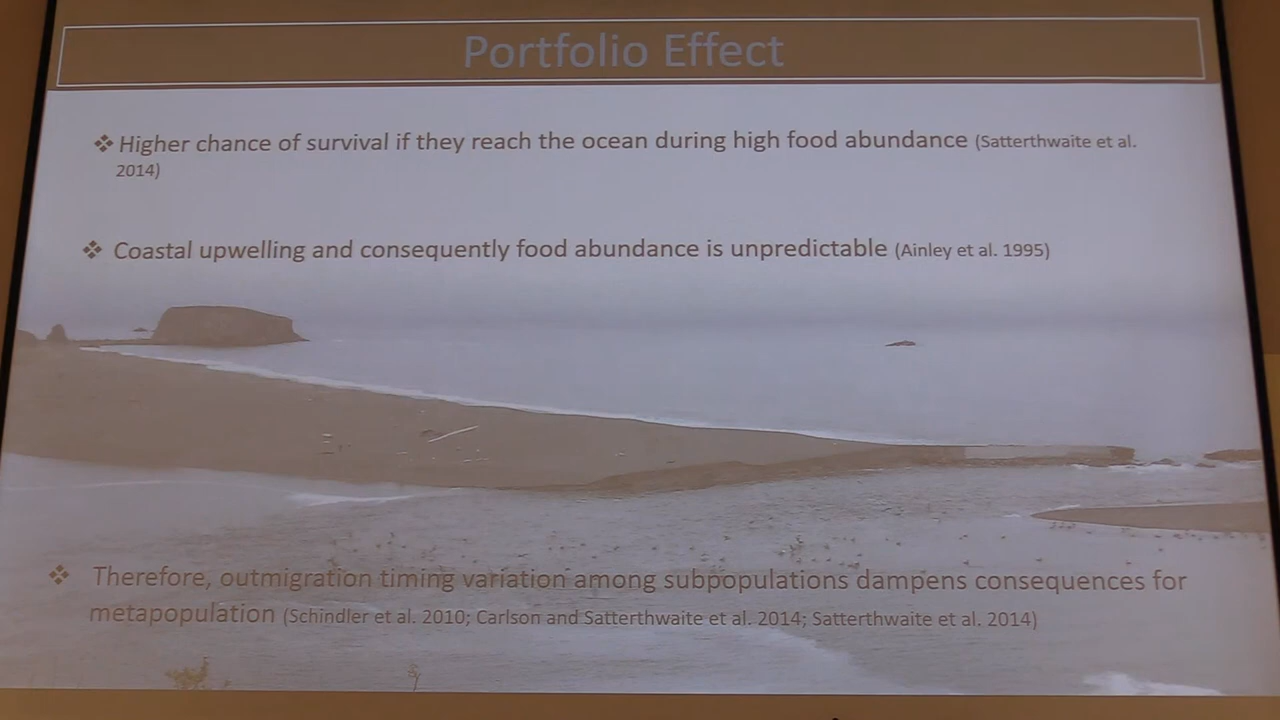 Portfolio Effect
❖ Higher chance of survival if they reach the ocean during high food abundance (Satterthwaite et al.
2014)
❖ Coastal upwelling and consequently food abundance is unpredictable (Ainley et al. 1995)
❖ Therefore, outmigration timing variation among subpopulations dampens consequences for
metapopulation (Schindler et al. 2010; Carlson and Satterthwaite et al. 2014; Satterthwaite et al. 2014)